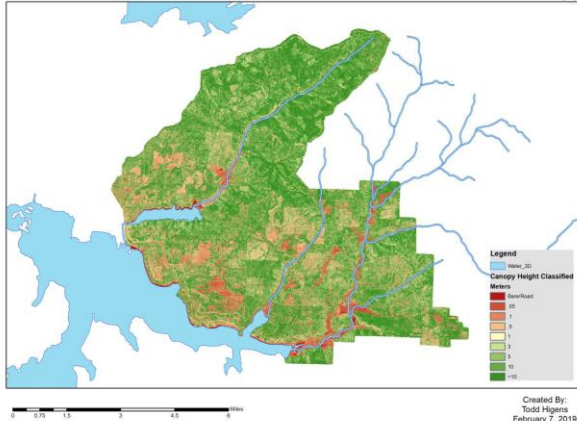 Legend
Water_3D
Canopy Height Classified
Meters
Bare/Road
.05
.1
.5
1
3
5
10
>10
Miles
0 0.75 1.5 3 4.5 6
Created By:
Todd Higens
February 7, 2019